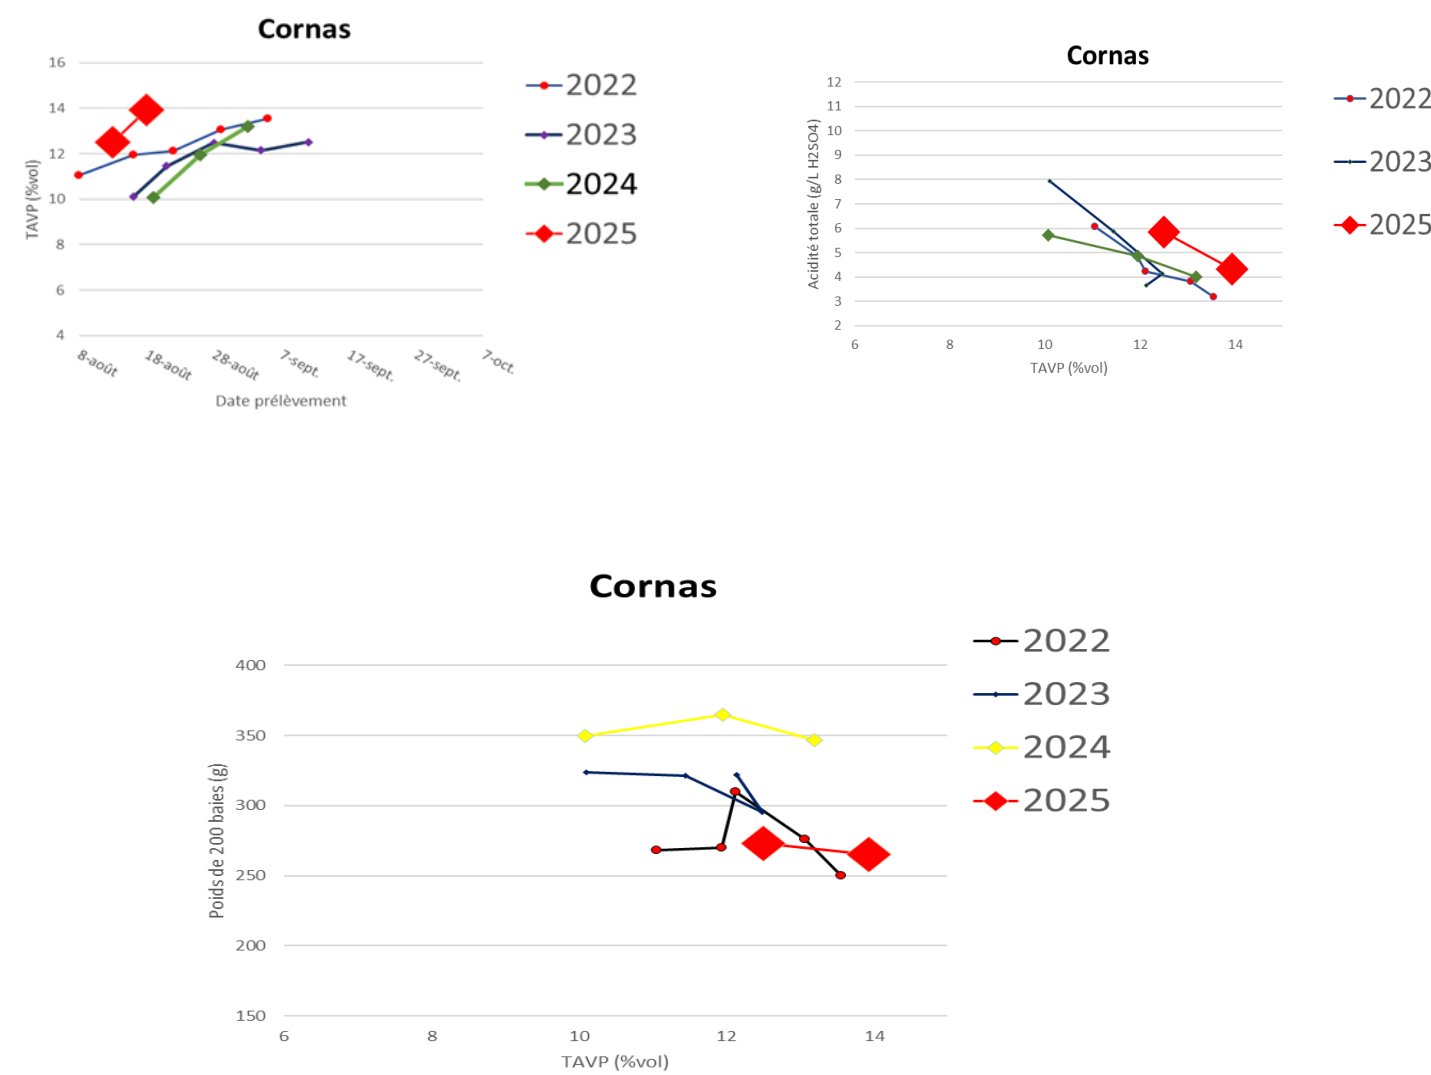 Cornas
16
14
12
10
8
6
4
TAVP (%vol)
8-août
18-août
28-août
7-sept.
17-sept.
27-sept.
7-oct.
Date prélèvement
2022
2023
2024
2025
Cornas
12
11
10
9
8
7
6
5
4
3
2
Acidité totale (g/L H2SO4)
6
8
10
12
14
TAVP (%vol)
2022
2023
2025
Cornas
400
350
300
250
200
150
Poids de 200 baies (g)
6
8
10
12
14
TAVP (%vol)
2022
2023
2024
2025